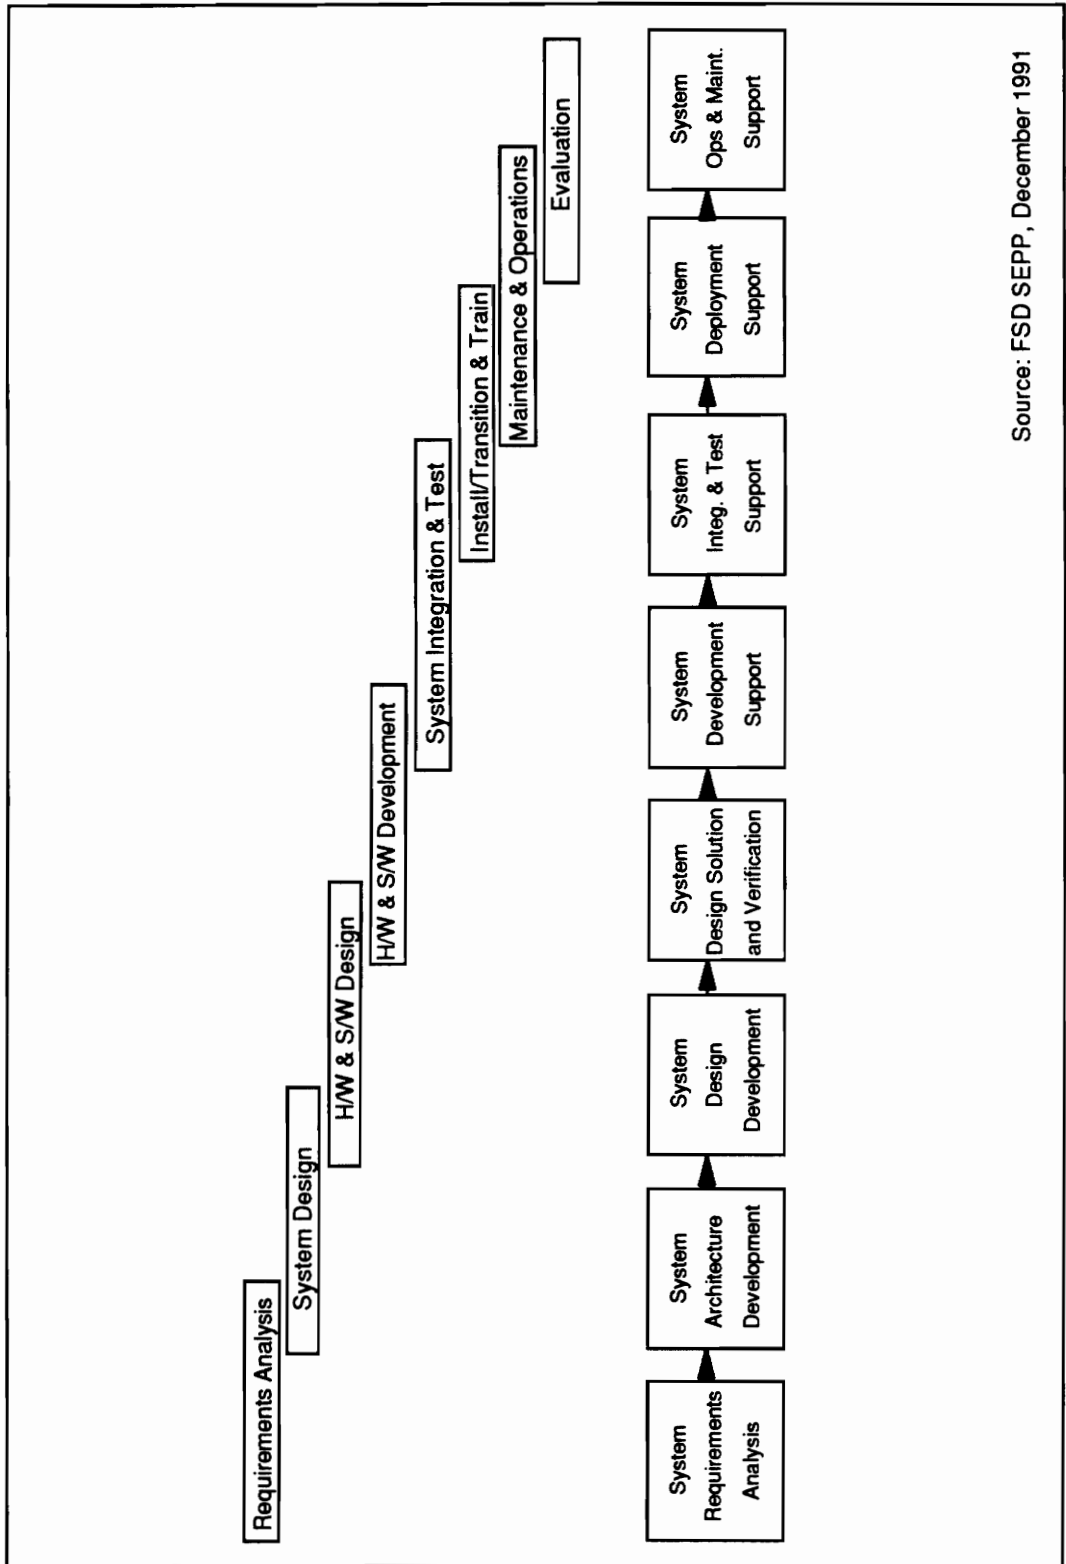 Requirements Analysis
System Design
H/W & S/W Design
H/W & S/W Development
System Integration & Test
Install/Transition & Train
Maintenance & Operations
Evaluation
System
Requirements
Analysis
System
Architecture
Development
System
Design
Development
System
Design Solution
and Verification
System
Development
Support
System
Integ. & Test
Support
System
Deployment
Support
System
Ops & Maint.
Support
Source: FSD SEPP, December 1991